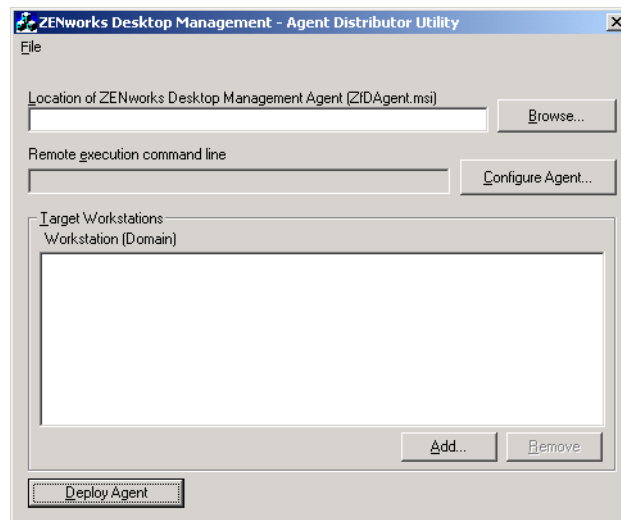 ZENworks Desktop Management - Agent Distributor Utility
File
Location of ZENworks Desktop Management Agent (ZfDAgent.msi)
Browse...
Remote execution command line
Configure Agent...
Target Workstations
Workstation (Domain)
Add...
Remove
Deploy Agent